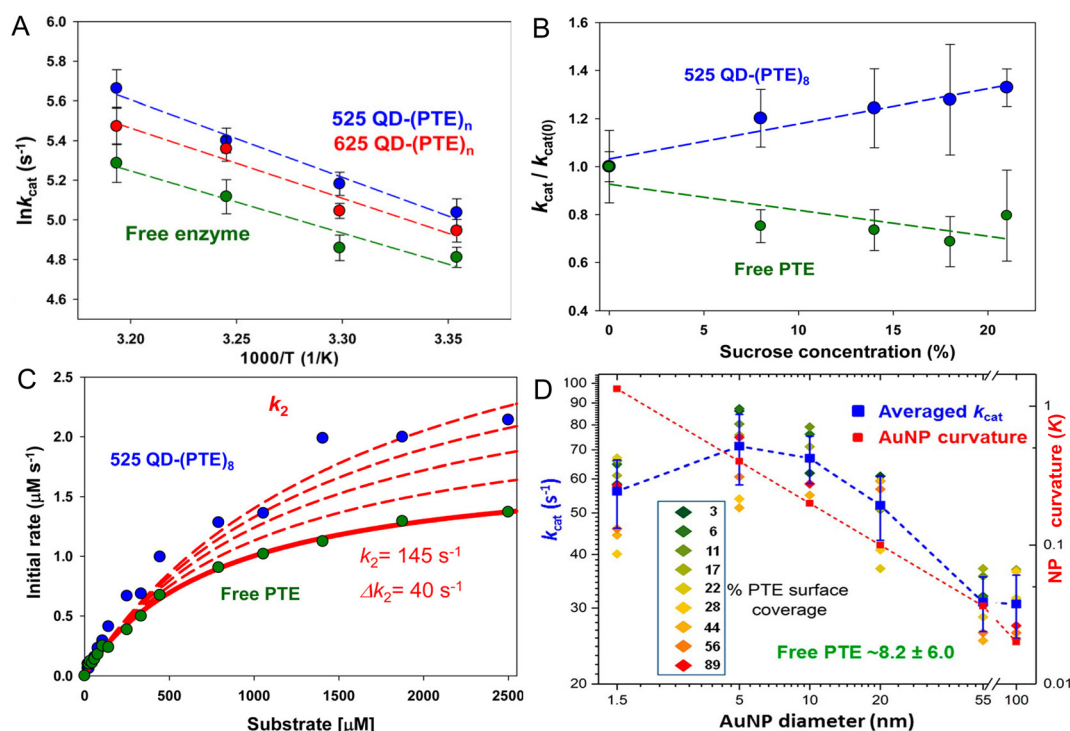 A
6.0
5.8
5.6
5.4
5.2
5.0
4.8
4.6
lnkcat (s-1)
525 QD-(PTE)n
625 QD-(PTE)n
Free enzyme
3.20
3.25
3.30
3.35
1000/T (1/K)
B
1.6
1.4
1.2
1.0
0.8
0.6
0.4
kcat / kcat(0)
525 QD-(PTE)8
Free PTE
0
5
10
15
20
Sucrose concentration (%)
C
2.5
2.0
1.5
1.0
0.5
0.0
Initial rate (μM s-1)
k2
525 QD-(PTE)8
Free PTE
k2= 145 s-1
Δk2= 40 s-1
0
500
1000
1500
2000
2500
Substrate [μM]
D
100
90
80
70
60
50
40
30
20
kcat (s-1)
Averaged kcat
AuNP curvature
3
6
11
17
22
28
44
56
89
% PTE surface
coverage
Free PTE ~8.2 ± 6.0
1
0.1
0.01
NP curvature (K)
1.5
5
10
20
55
100
AuNP diameter (nm)